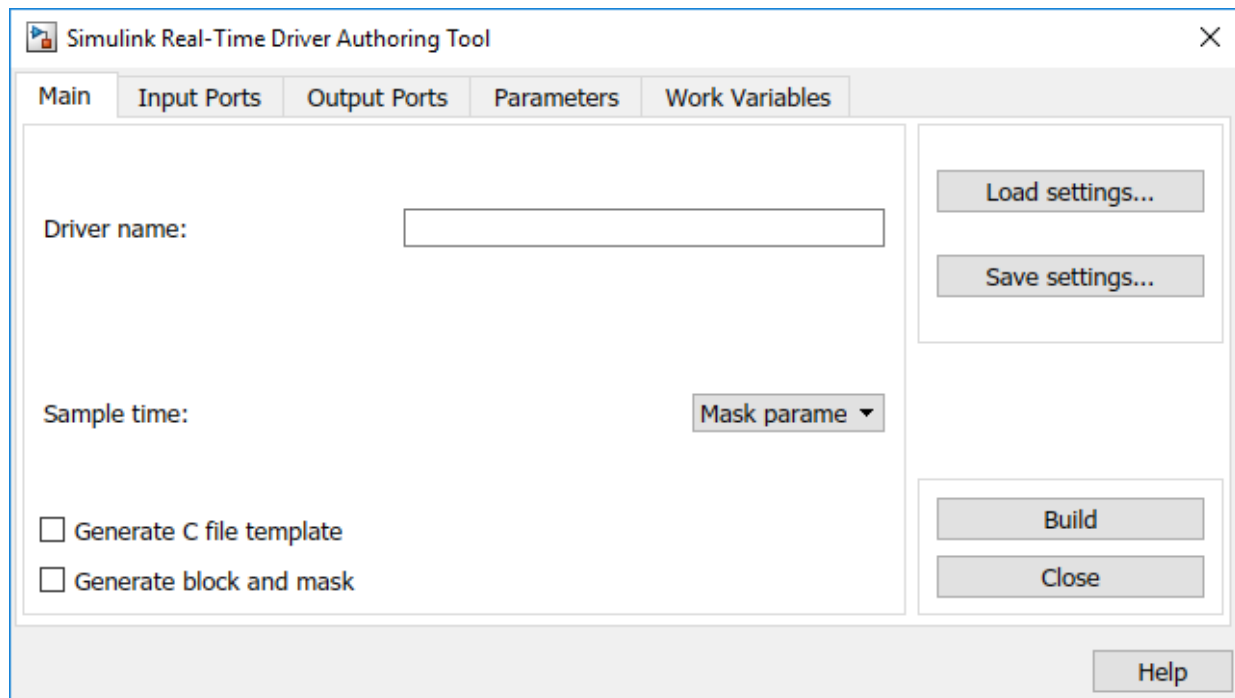 Simulink Real-Time Driver Authoring Tool
Main Input Ports Output Ports Parameters Work Variables
Load settings...
Driver name:
Save settings...
Sample time: Mask parame
Generate C file template
Generate block and mask
Build
Close
Help